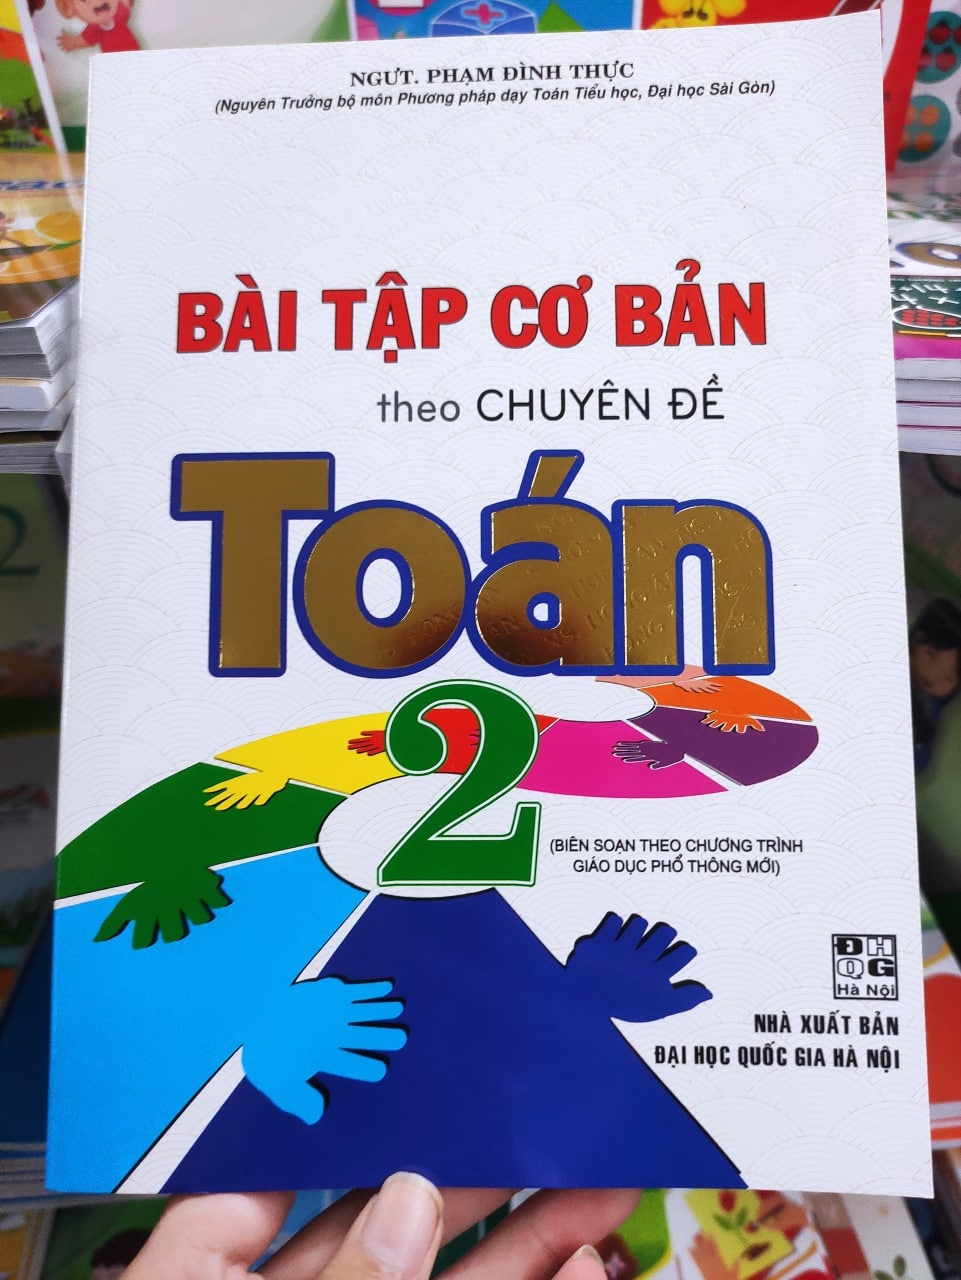 NGƯT. PHẠM ĐÌNH THỰC
(Nguyên Trưởng bộ môn Phương pháp dạy Toán Tiểu học, Đại học Sài Gòn)
BÀI TẬP CƠ BẢN
theo CHUYÊN ĐỀ
Toán
2
(BIÊN SOẠN THEO CHƯƠNG TRÌNH
GIÁO DỤC PHỔ THÔNG MỚI)
ĐH
QG
Hà Nội
NHÀ XUẤT BẢN
ĐẠI HỌC QUỐC GIA HÀ NỘI